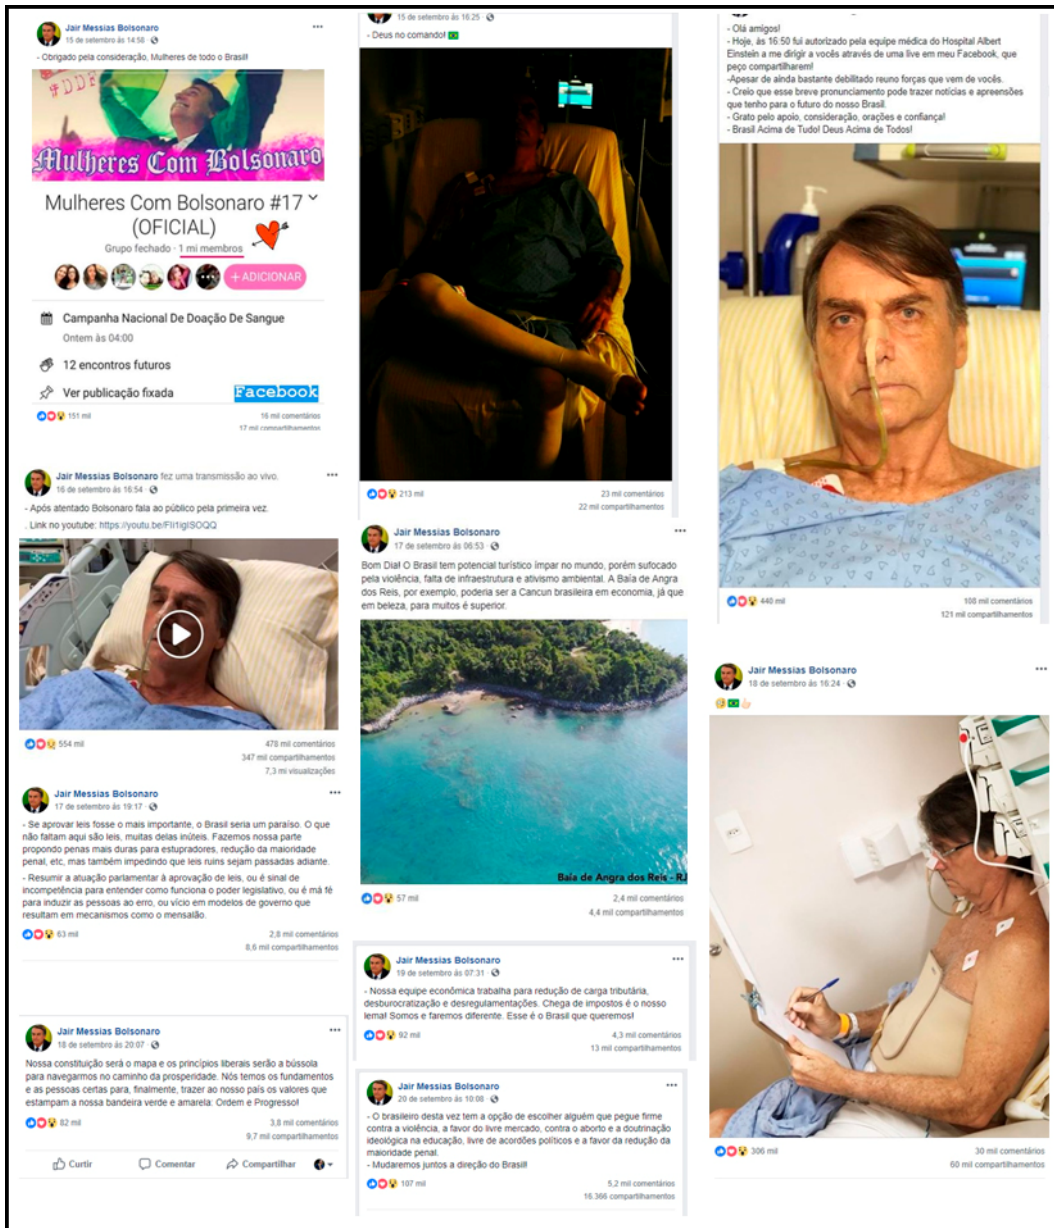 Jair Messias Bolsonaro
15 de setembro às 14:56
- Obrigado pela consideração, Mulheres de todo o Brasil!
#DDF
Mulheres Com Bolsonaro
Mulheres Com Bolsonaro #17
(OFICIAL)
Grupo fechado · 1 mi membros
+ADICIONAR
Campanha Nacional De Doação De Sangue
Ontem às 04:00
12 encontros futuros
Ver publicação fixada
Facebook
151 mil
16 mil comentários
17 mil compartilhamentos
Jair Messias Bolsonaro fez uma transmissão ao vivo.
16 de setembro às 16:54
- Após atentado Bolsonaro fala ao público pela primeira vez.
. Link no youtube: https://youtu.be/FIi1igISOQQ
554 mil
478 mil comentários
347 mil compartilhamentos
7,3 mi visualizações
Jair Messias Bolsonaro
17 de setembro às 19:17
- Se aprovar leis fosse o mais importante, o Brasil seria um paraíso. O que
não faltam aqui são leis, muitas delas inúteis. Fazemos nossa parte
propondo penas mais duras para estupradores, redução da maioridade
penal, etc, mas também impedindo que leis ruins sejam passadas adiante.
- Resumir a atuação parlamentar à aprovação de leis, ou é sinal de
incompetência para entender como funciona o poder legislativo, ou é má fé
para induzir as pessoas ao erro, ou vício em modelos de governo que
resultam em mecanismos como o mensalão.
63 mil
2,8 mil comentários
8,6 mil compartilhamentos
Jair Messias Bolsonaro
18 de setembro às 20:07
Nossa constituição será o mapa e os princípios liberais serão a bússola
para navegarmos no caminho da prosperidade. Nós temos os fundamentos
e as pessoas certas para, finalmente, trazer ao nosso país os valores que
estampam a nossa bandeira verde e amarela: Ordem e Progresso!
82 mil
3,8 mil comentários
9,7 mil compartilhamentos
Curtir
Comentar
Compartilhar
15 de setembro às 16:25
- Deus no comando!
213 mil
23 mil comentários
22 mil compartilhamentos
Jair Messias Bolsonaro
17 de setembro às 06:53
Bom Dia! O Brasil tem potencial turístico ímpar no mundo, porém sufocado
pela violência, falta de infraestrutura e ativismo ambiental. A Baía de Angra
dos Reis, por exemplo, poderia ser a Cancun brasileira em economia, já que
em beleza, para muitos é superior.
Baía de Angra dos Reis - RJ
57 mil
2,4 mil comentários
4,4 mil compartilhamentos
Jair Messias Bolsonaro
19 de setembro às 07:31
- Nossa equipe econômica trabalha para redução de carga tributária,
desburocratização e desregulamentações. Chega de impostos é o nosso
lema! Somos e faremos diferente. Esse é o Brasil que queremos!
92 mil
4,3 mil comentários
13 mil compartilhamentos
Jair Messias Bolsonaro
20 de setembro às 10:08
- O brasileiro desta vez tem a opção de escolher alguém que pegue firme
contra a violência, a favor do livre mercado, contra o aborto e a doutrinação
ideológica na educação, livre de acordões políticos e a favor da redução da
maioridade penal.
- Mudaremos juntos a direção do Brasil!
107 mil
5,2 mil comentários
16.366 compartilhamentos
- Olá amigos!
- Hoje, às 16:50 fui autorizado pela equipe médica do Hospital Albert
Einstein a me dirigir a vocês através de uma live em meu Facebook, que
peço compartilharem!
-Apesar de ainda bastante debilitado reuno forças que vem de vocês.
- Creio que esse breve pronunciamento pode trazer notícias e apreensões
que tenho para o futuro do nosso Brasil.
- Grato pelo apoio, consideração, orações e confiança!
- Brasil Acima de Tudo! Deus Acima de Todos!
440 mil
108 mil comentários
121 mil compartilhamentos
Jair Messias Bolsonaro
18 de setembro às 16:24
306 mil
30 mil comentários
60 mil compartilhamentos